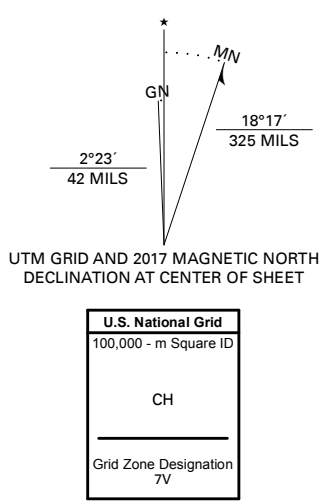 ★
MN
GN
18°17´
325 MILS
2°23´
42 MILS
UTM GRID AND 2017 MAGNETIC NORTH
DECLINATION AT CENTER OF SHEET
U.S. National Grid
100,000 - m Square ID
CH
Grid Zone Designation
7V